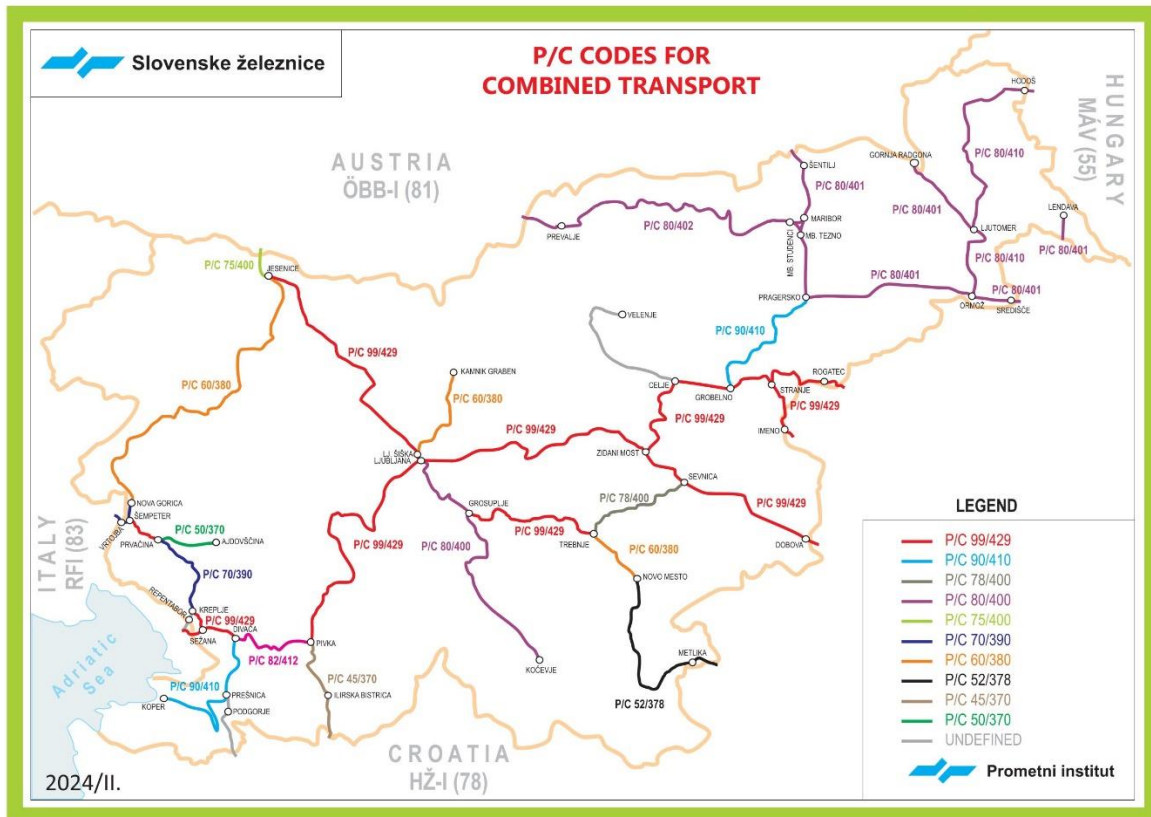 Slovenske železnice
P/C CODES FOR
COMBINED TRANSPORT
AUSTRIA
ÖBB-I (81)
HUNGARY
MÁV (55)
HODOŠ
GORNJA RADGONA
P/C 80/410
ŠENTILJ
P/C 80/401
P/C 80/401
LENDAVA
MARIBOR
P/C 80/402
PREVALJE
MB. STUDENCI
MB. TEZNO
LJUTOMER
P/C 80/401
P/C 80/410
P/C 75/400
JESENICE
P/C 80/401
P/C 80/401
PRAGERSKO
ORMOŽ
SREDIŠČE
VELENJE
P/C 90/410
P/C 99/429
KAMNIK GRABEN
ROGATEC
P/C 60/380
P/C 60/380
CELJE
GROBELNO
STRANJE
P/C 99/429
P/C 99/429
P/C 99/429
IMENO
LJ. ŠIŠKA
LJUBLJANA
ZIDANI MOST
SEVNICA
P/C 78/400
NOVA GORICA
ŠEMPETER
VRTOJBA
P/C 50/370
GROSUPLJE
P/C 99/429
P/C 99/429
PRVAČINA
AJDOVŠČINA
P/C 99/429
P/C 80/400
TREBNJE
DOBOVA
ITALY
RFI (83)
P/C 60/380
P/C 70/390
NOVO MESTO
REPENTABOR
KREPLJE
P/C 99/429
SEŽANA
DIVAČA
PIVKA
P/C 82/412
KOČEVJE
METLIKA
Adriatic
Sea
P/C 90/410
P/C 45/370
KOPER
PREŠNICA
ILIRSKA BISTRICA
P/C 52/378
PODGORJE
CROATIA
HŽ-I (78)
2024/II.
LEGEND
P/C 99/429
P/C 90/410
P/C 78/400
P/C 80/400
P/C 75/400
P/C 70/390
P/C 60/380
P/C 52/378
P/C 45/370
P/C 50/370
UNDEFINED
Prometni institut